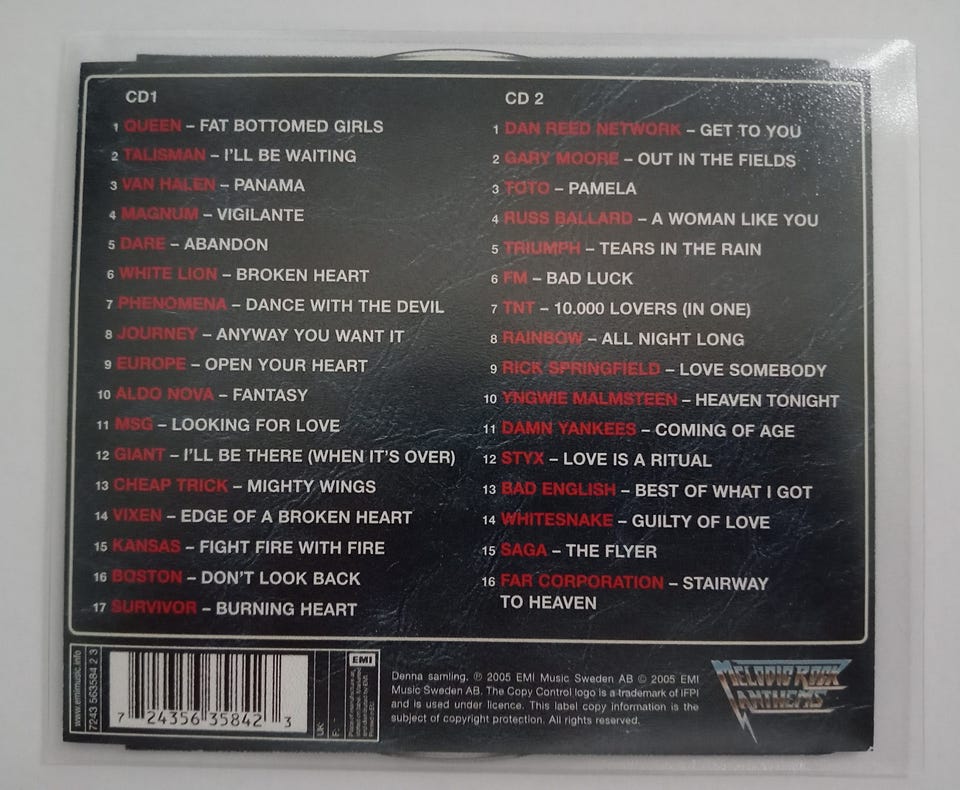 CD1
1 QUEEN – FAT BOTTOMED GIRLS
2 TALISMAN – I'LL BE WAITING
3 VAN HALEN – PANAMA
4 MAGNUM – VIGILANTE
5 DARE – ABANDON
6 WHITE LION – BROKEN HEART
7 PHENOMENA – DANCE WITH THE DEVIL
8 JOURNEY – ANYWAY YOU WANT IT
9 EUROPE – OPEN YOUR HEART
10 ALDO NOVA – FANTASY
11 MSG – LOOKING FOR LOVE
12 GIANT – I'LL BE THERE (WHEN IT'S OVER)
13 CHEAP TRICK – MIGHTY WINGS
14 VIXEN – EDGE OF A BROKEN HEART
15 KANSAS – FIGHT FIRE WITH FIRE
16 BOSTON – DON'T LOOK BACK
17 SURVIVOR – BURNING HEART
CD 2
1 DAN REED NETWORK – GET TO YOU
2 GARY MOORE – OUT IN THE FIELDS
3 TOTO – PAMELA
4 RUSS BALLARD – A WOMAN LIKE YOU
5 TRIUMPH – TEARS IN THE RAIN
6 FM – BAD LUCK
7 TNT – 10.000 LOVERS (IN ONE)
8 RAINBOW – ALL NIGHT LONG
9 RICK SPRINGFIELD – LOVE SOMEBODY
10 YNGWIE MALMSTEEN – HEAVEN TONIGHT
11 DAMN YANKEES – COMING OF AGE
12 STYX – LOVE IS A RITUAL
13 BAD ENGLISH – BEST OF WHAT I GOT
14 WHITESNAKE – GUILTY OF LOVE
15 SAGA – THE FLYER
16 FAR CORPORATION – STAIRWAY
TO HEAVEN
www.emimusic.info
7243 563584 2 3
7 24356 35842 3
UK:
F:
EMI
Denna samling. ℗ 2005 EMI Music Sweden AB © 2005 EMI
Music Sweden AB. The Copy Control logo is a trademark of IFPI
and is used under licence. This label copy information is the
subject of copyright protection. All rights reserved.
MELODIC ROCK
ANTHEMS